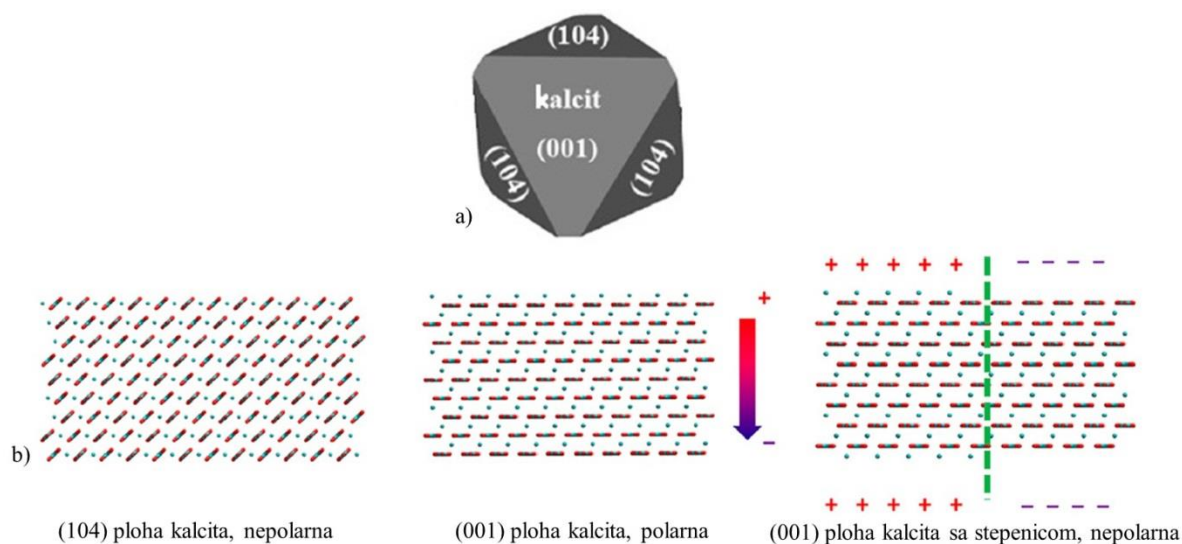 (104)
kalcit
(001)
(104)
(104)
a)
+ + + + +
– – – –
+
–
b)
+ + + + +
– – – –
(104) ploha kalcita, nepolarna
(001) ploha kalcita, polarna
(001) ploha kalcita sa stepenicom, nepolarna